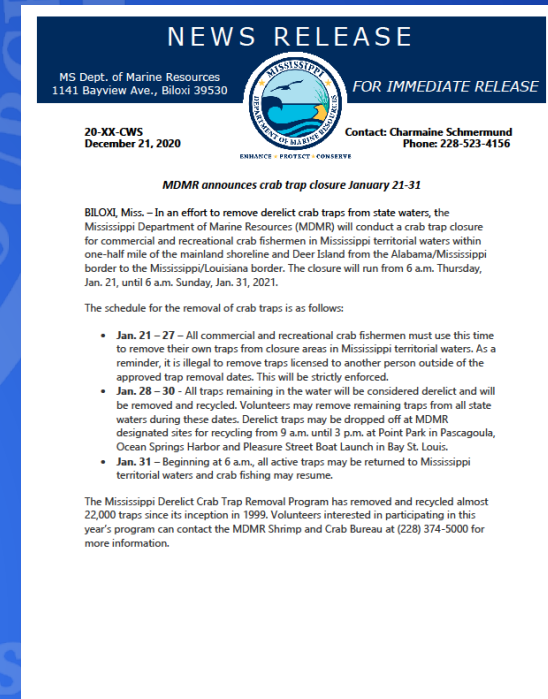 NEWS RELEASE
MS Dept. of Marine Resources
1141 Bayview Ave., Biloxi 39530
MISSISSIPPI
DEPARTMENT OF MARINE RESOURCES
ENHANCE • PROTECT • CONSERVE
FOR IMMEDIATE RELEASE
20-XX-CWS
December 21, 2020
Contact: Charmaine Schmermund
Phone: 228-523-4156
MDMR announces crab trap closure January 21-31
BILOXI, Miss. – In an effort to remove derelict crab traps from state waters, the
Mississippi Department of Marine Resources (MDMR) will conduct a crab trap closure
for commercial and recreational crab fishermen in Mississippi territorial waters within
one-half mile of the mainland shoreline and Deer Island from the Alabama/Mississippi
border to the Mississippi/Louisiana border. The closure will run from 6 a.m. Thursday,
Jan. 21, until 6 a.m. Sunday, Jan. 31, 2021.
The schedule for the removal of crab traps is as follows:
• Jan. 21 – 27 – All commercial and recreational crab fishermen must use this time
to remove their own traps from closure areas in Mississippi territorial waters. As a
reminder, it is illegal to remove traps licensed to another person outside of the
approved trap removal dates. This will be strictly enforced.
• Jan. 28 – 30 - All traps remaining in the water will be considered derelict and will
be removed and recycled. Volunteers may remove remaining traps from all state
waters during these dates. Derelict traps may be dropped off at MDMR
designated sites for recycling from 9 a.m. until 3 p.m. at Point Park in Pascagoula,
Ocean Springs Harbor and Pleasure Street Boat Launch in Bay St. Louis.
• Jan. 31 – Beginning at 6 a.m., all active traps may be returned to Mississippi
territorial waters and crab fishing may resume.
The Mississippi Derelict Crab Trap Removal Program has removed and recycled almost
22,000 traps since its inception in 1999. Volunteers interested in participating in this
year's program can contact the MDMR Shrimp and Crab Bureau at (228) 374-5000 for
more information.